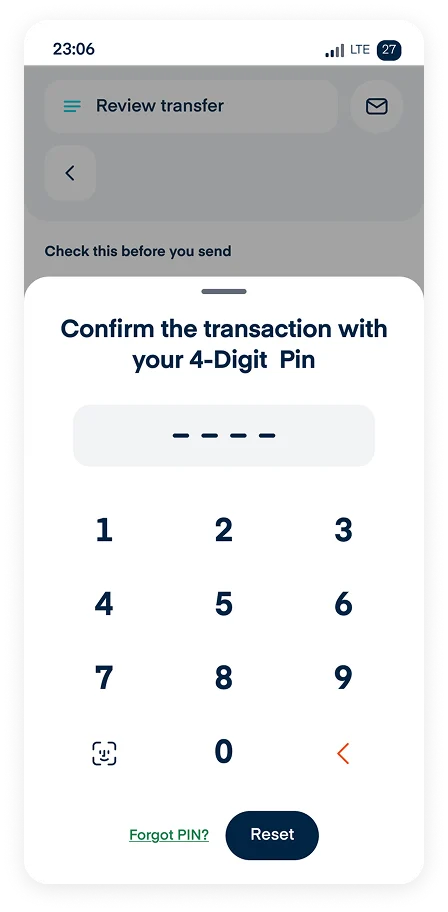 23:06 LTE 27
Review transfer
Check this before you send
Confirm the transaction with
your 4-Digit Pin
1 2 3
4 5 6
7 8 9
0
Forgot PIN? Reset